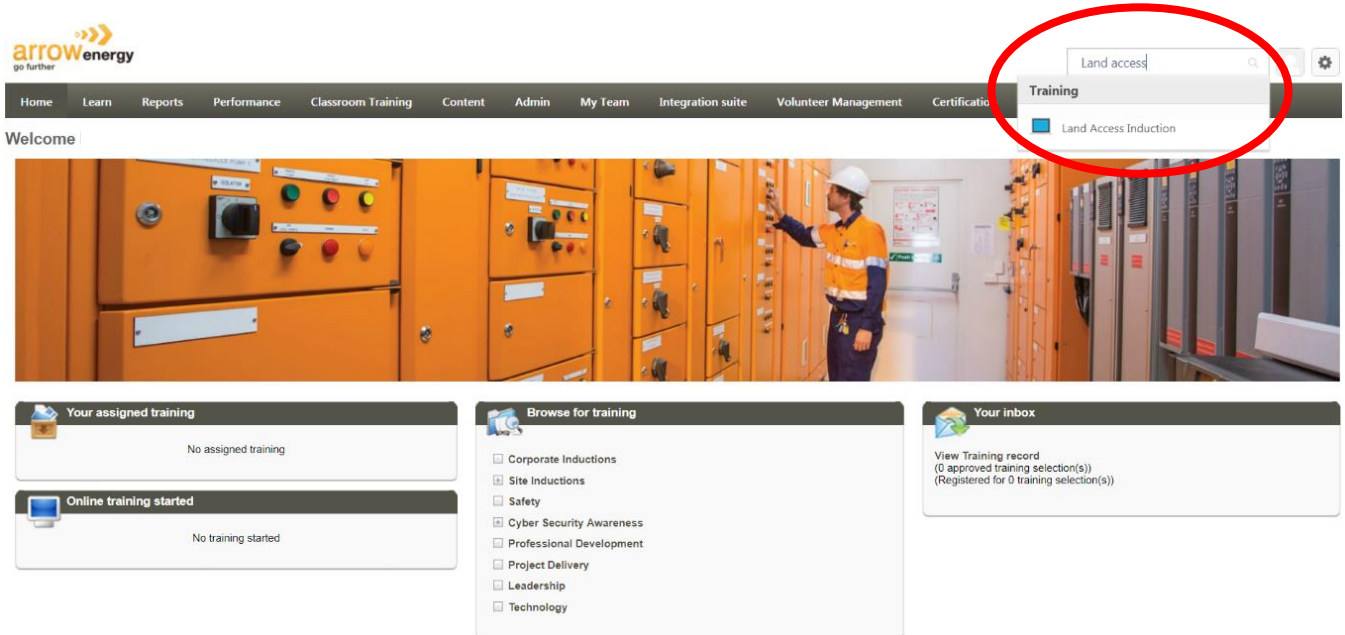 arrowenergy
go further
Land access
Home Learn Reports Performance Classroom Training Content Admin My Team Integration suite Volunteer Management
Training
Land Access Induction
Welcome
Your assigned training
No assigned training
Online training started
No training started
Browse for training
Corporate Inductions
Site Inductions
Safety
Cyber Security Awareness
Professional Development
Project Delivery
Leadership
Technology
Your inbox
View Training record
(0 approved training selection(s))
(Registered for 0 training selection(s))